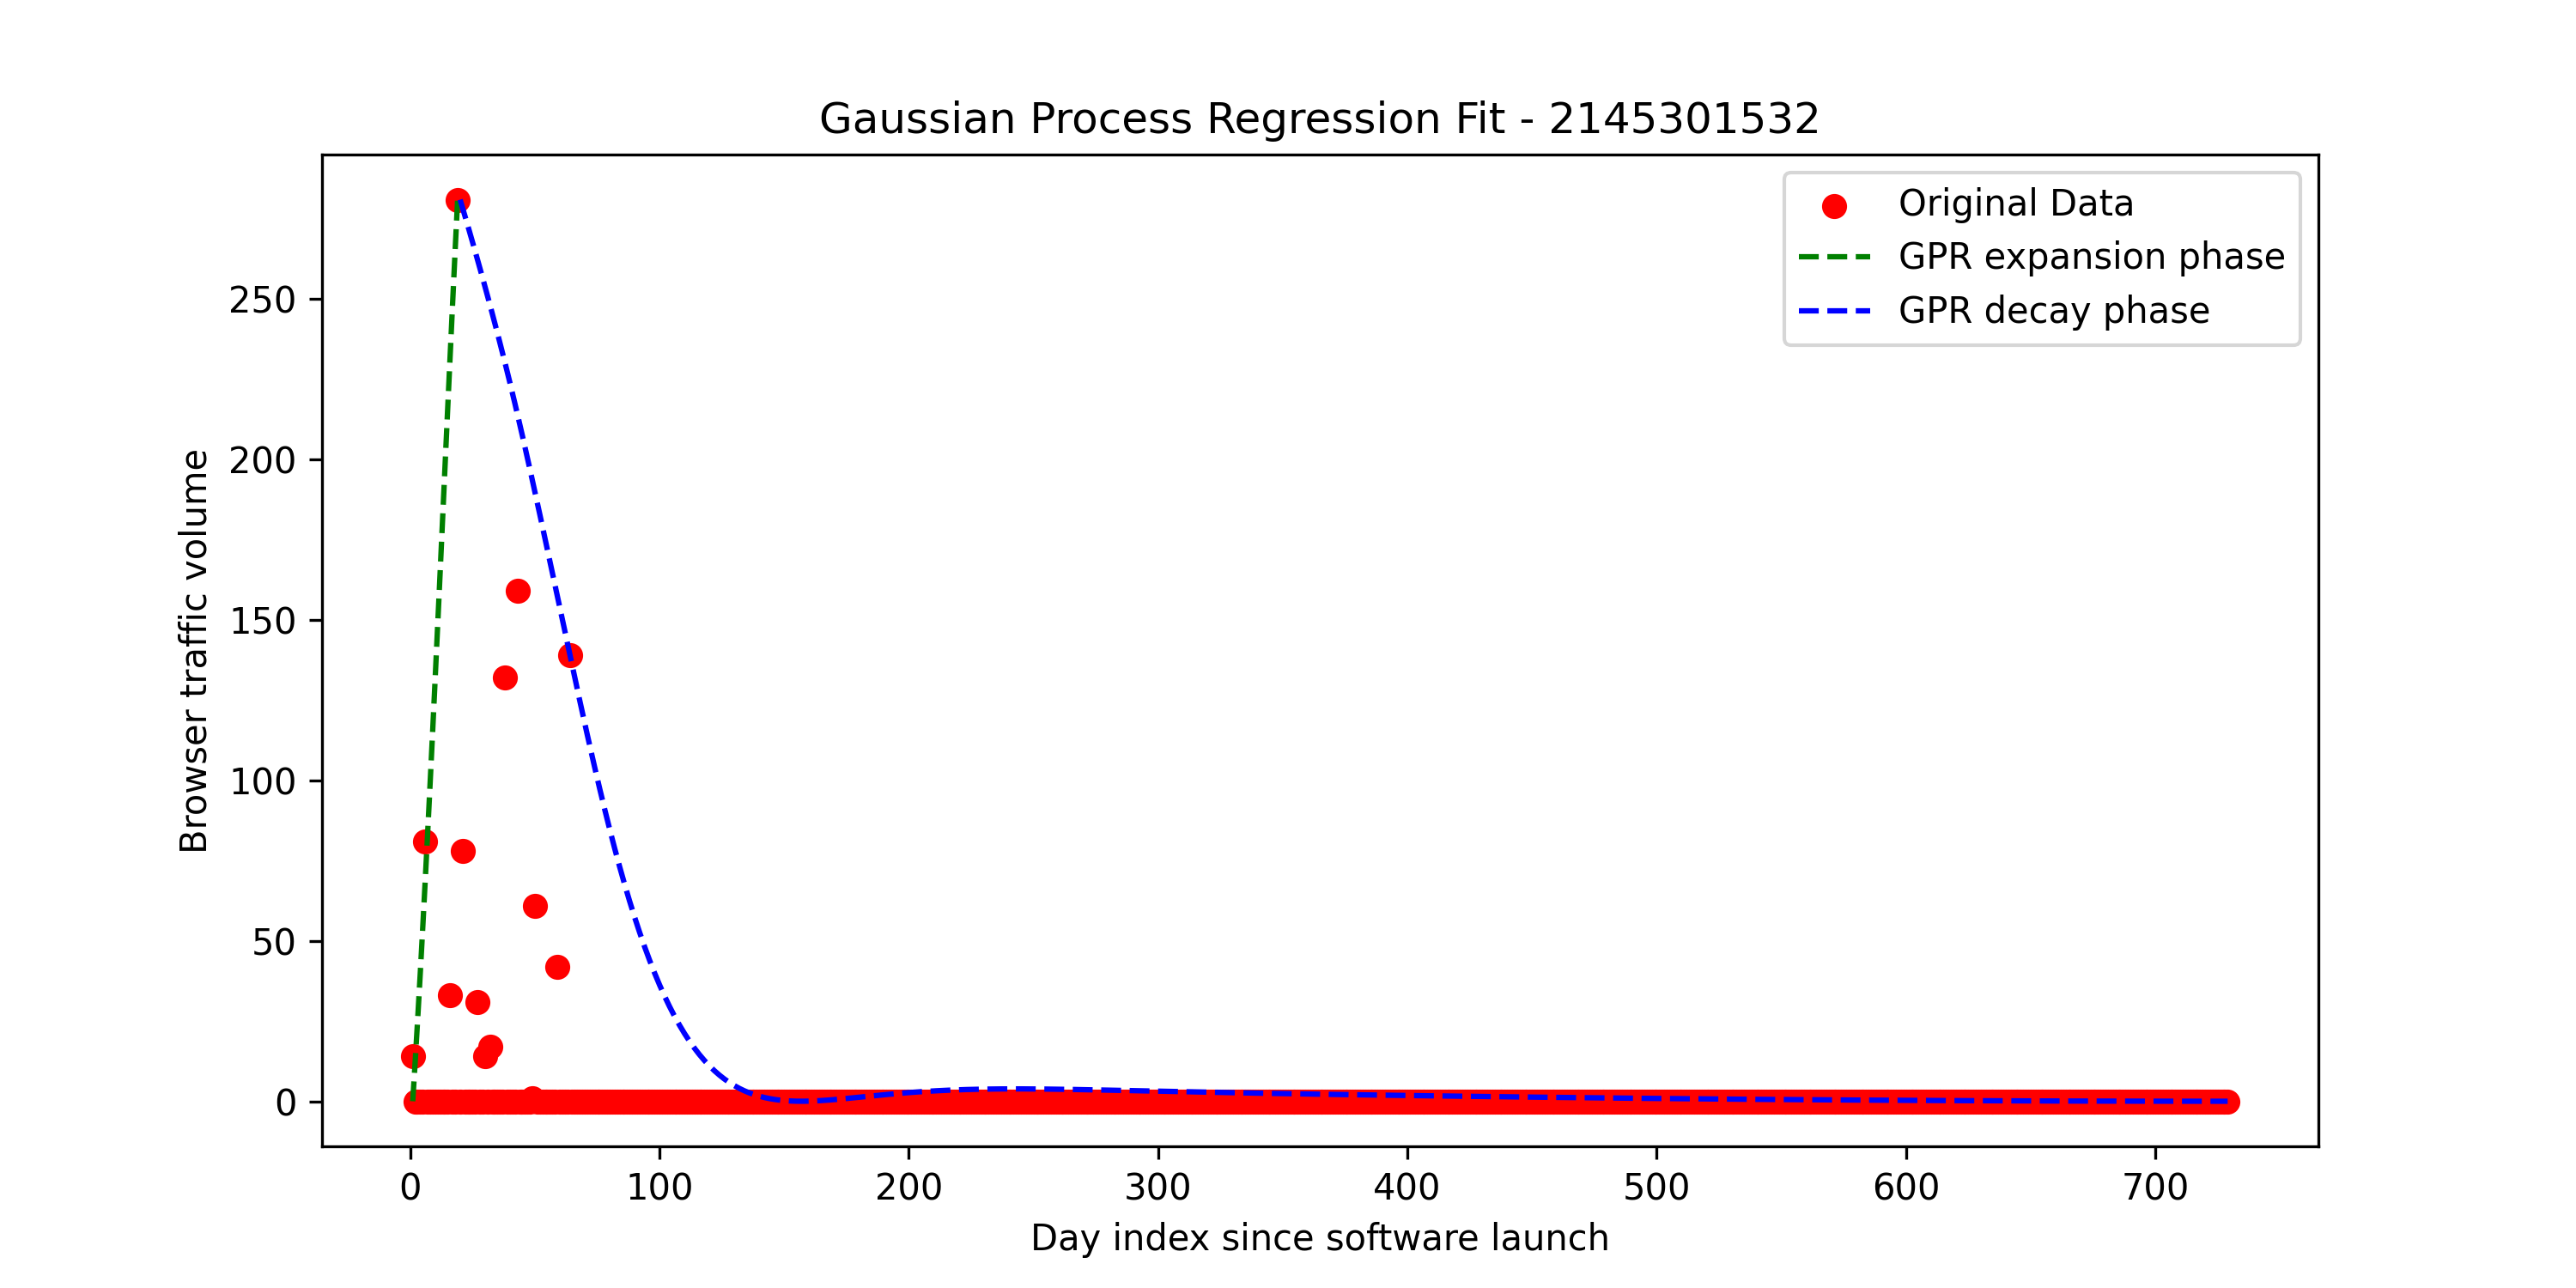 Gaussian Process Regression Fit - 2145301532
Original Data
GPR expansion phase
GPR decay phase
Browser traffic volume
250
200
150
100
50
0
0 100 200 300 400 500 600 700
Day index since software launch